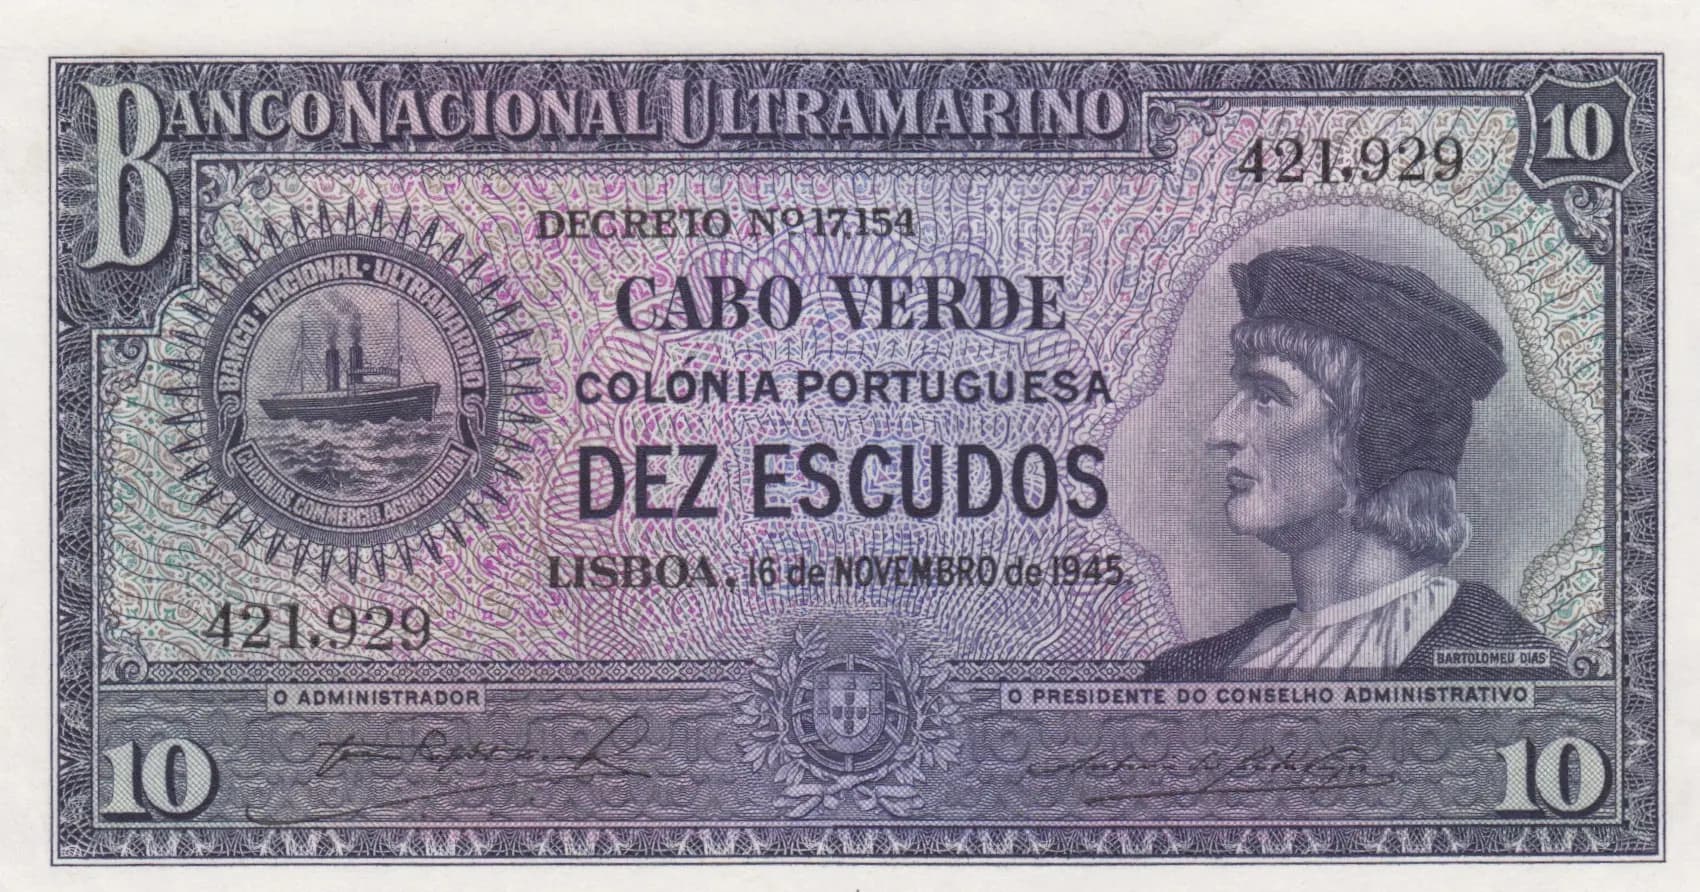 BANCO NACIONAL ULTRAMARINO
10
421.929
DECRETO Nº 17.154
CABO VERDE
COLÓNIA PORTUGUESA
DEZ ESCUDOS
LISBOA, 16 de NOVEMBRO de 1945
BANCO · NACIONAL · ULTRAMARINO
COLONIAS, COMMERCIO, AGRICULTURA
421.929
BARTOLOMEU DIAS
O ADMINISTRADOR
O PRESIDENTE DO CONSELHO ADMINISTRATIVO
10
10